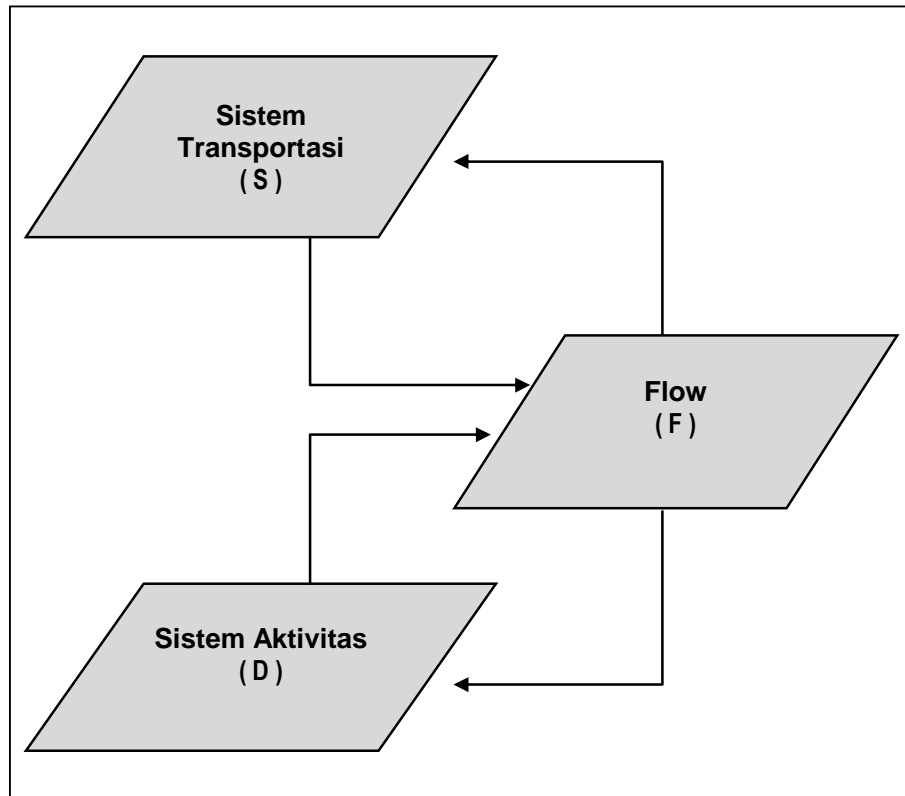 Sistem
Transportasi
( S )
Flow
( F )
Sistem Aktivitas
( D )